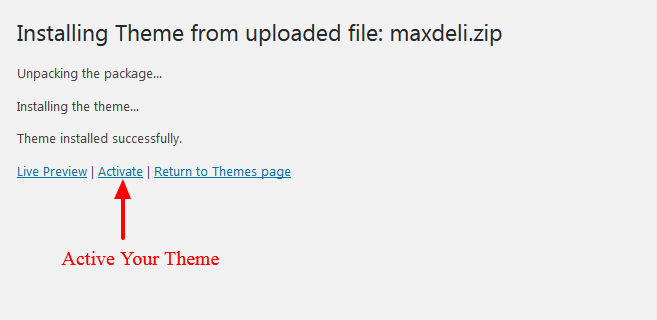 Installing Theme from uploaded file: maxdeli.zip
Unpacking the package...
Installing the theme...
Theme installed successfully.
Live Preview | Activate | Return to Themes page
Active Your Theme